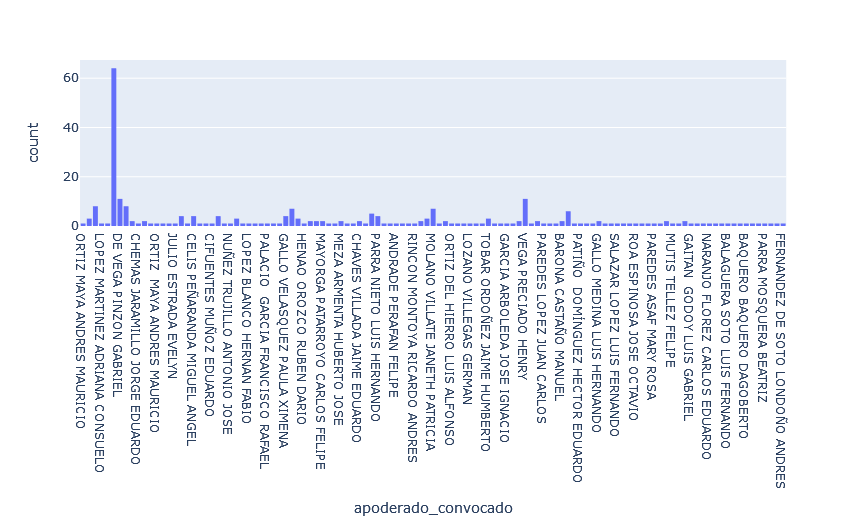 60
40
20
0
count
ORTIZ MAYA ANDRES MAURICIO
LOPEZ MARTINEZ ADRIANA CONSUELO
DE VEGA PINZON GABRIEL
CHEMAS JARAMILLO JORGE EDUARDO
ORTIZ  MAYA ANDRES MAURICIO
JULIO ESTRADA EVELYN
CELIS PEÑARANDA MIGUEL ANGEL
CIFUENTES MUÑOZ EDUARDO
NUÑEZ TRUJILLO ANTONIO JOSE
LOPEZ BLANCO HERNAN FABIO
PALACIO  GARCIA FRANCISCO RAFAEL
GALLO VELASQUEZ PAULA XIMENA
HENAO OROZCO RUBEN DARIO
MAYORGA PATARROYO CARLOS FELIPE
MEZA ARMENTA HUBERTO JOSE
CHAVES VILLADA JAIME EDUARDO
PARRA NIETO LUIS HERNANDO
ANDRADE PERAFAN FELIPE
RINCON MONTOYA RICARDO ANDRES
MOLANO VILLATE JANETH PATRICIA
ORTIZ DEL HIERRO LUIS ALFONSO
LOZANO VILLEGAS GERMAN
TOBAR ORDOÑEZ JAIME HUMBERTO
GARCIA ARBOLEDA JOSE IGNACIO
VEGA PRECIADO HENRY
PAREDES LOPEZ JUAN CARLOS
BARONA CASTAÑO MANUEL
PATIÑO  DOMÍNGUEZ HECTOR EDUARDO
GALLO MEDINA LUIS HERNANDO
SALAZAR LOPEZ LUIS FERNANDO
ROA ESPINOSA JOSE OCTAVIO
PAREDES ASAF MARY ROSA
MUTIS TELLEZ FELIPE
GAITAN  GODOY LUIS GABRIEL
NARANJO FLOREZ CARLOS EDUARDO
BALAGUERA SOTO LUIS FERNANDO
BAQUERO BAQUERO DAGOBERTO
PARRA MOSQUERA BEATRIZ
FERNANDEZ DE SOTO LONDOÑO ANDRES
apoderado_convocado